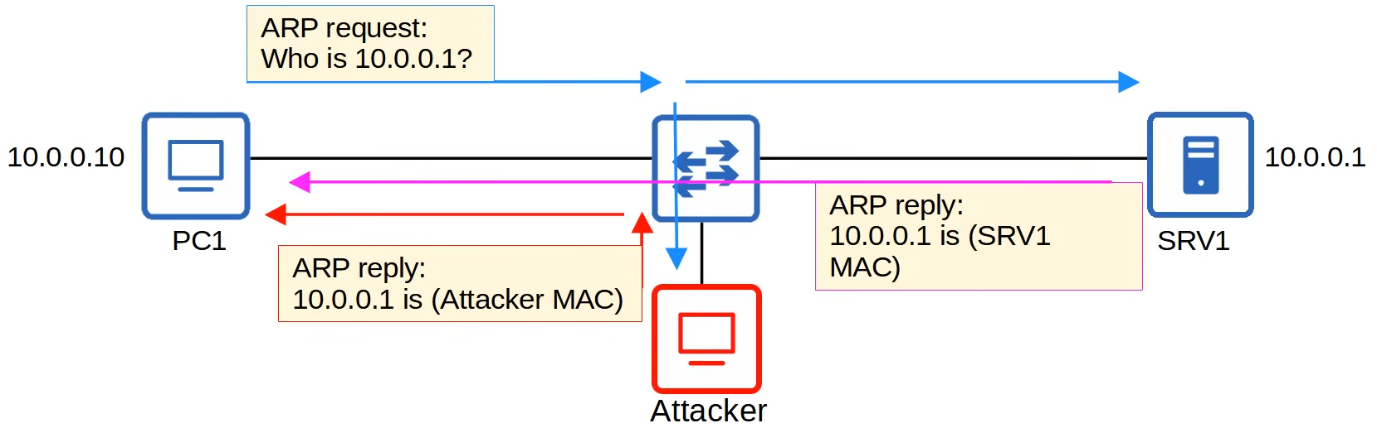 ARP request:
Who is 10.0.0.1?
10.0.0.10
10.0.0.1
PC1
ARP reply:
10.0.0.1 is (SRV1
MAC)
SRV1
ARP reply:
10.0.0.1 is (Attacker MAC)
Attacker